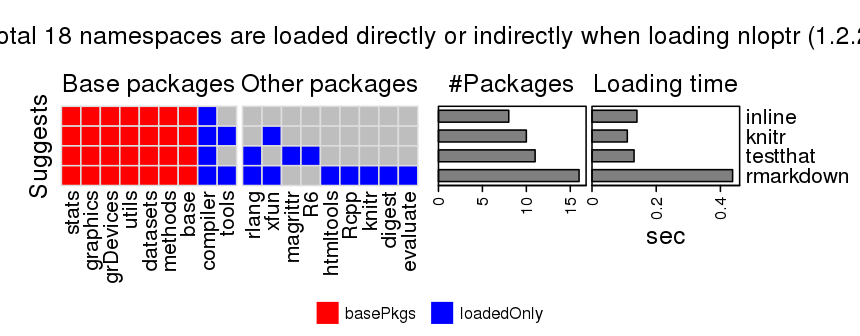 otal 18 namespaces are loaded directly or indirectly when loading nloptr (1.2.2
Base packages
Other packages
#Packages
Loading time
Suggests
inline
knitr
testthat
rmarkdown
stats
graphics
grDevices
utils
datasets
methods
base
compiler
tools
rlang
xfun
magrittr
R6
htmltools
Rcpp
knitr
digest
evaluate
0
5
10
15
0
0.2
0.4
sec
basePkgs
loadedOnly